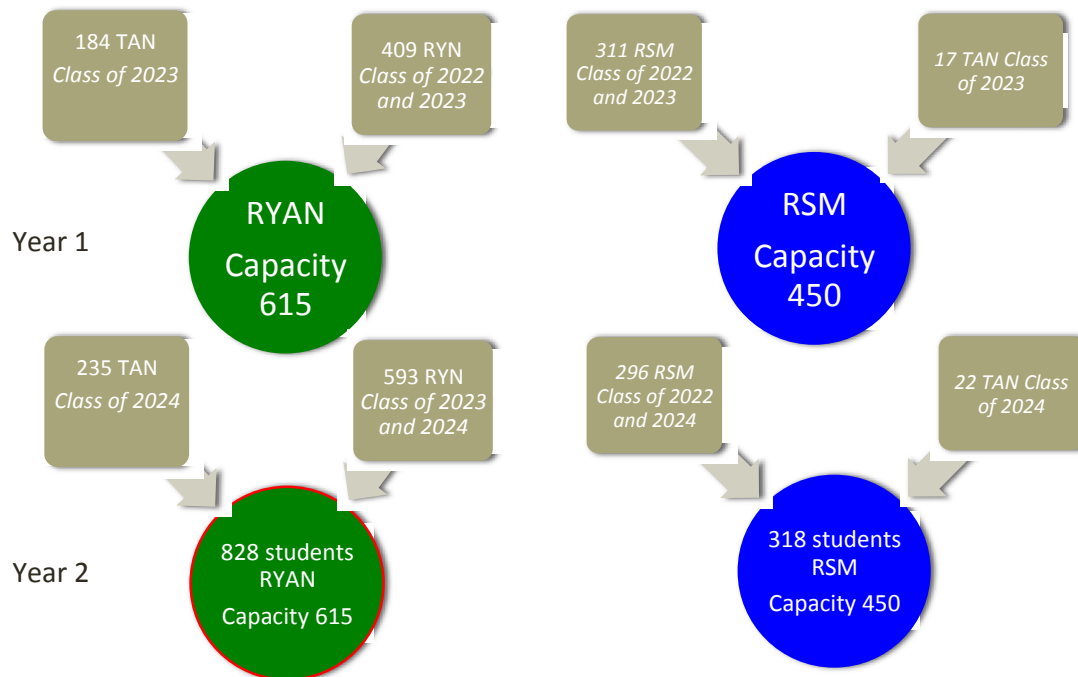 184 TAN
Class of 2023
409 RYN
Class of 2022
and 2023
311 RSM
Class of 2022
and 2023
17 TAN Class
of 2023
Year 1
RYAN
Capacity
615
RSM
Capacity
450
235 TAN
Class of 2024
593 RYN
Class of 2023
and 2024
296 RSM
Class of 2022
and 2024
22 TAN Class
of 2024
Year 2
828 students
RYAN
Capacity 615
318 students
RSM
Capacity 450